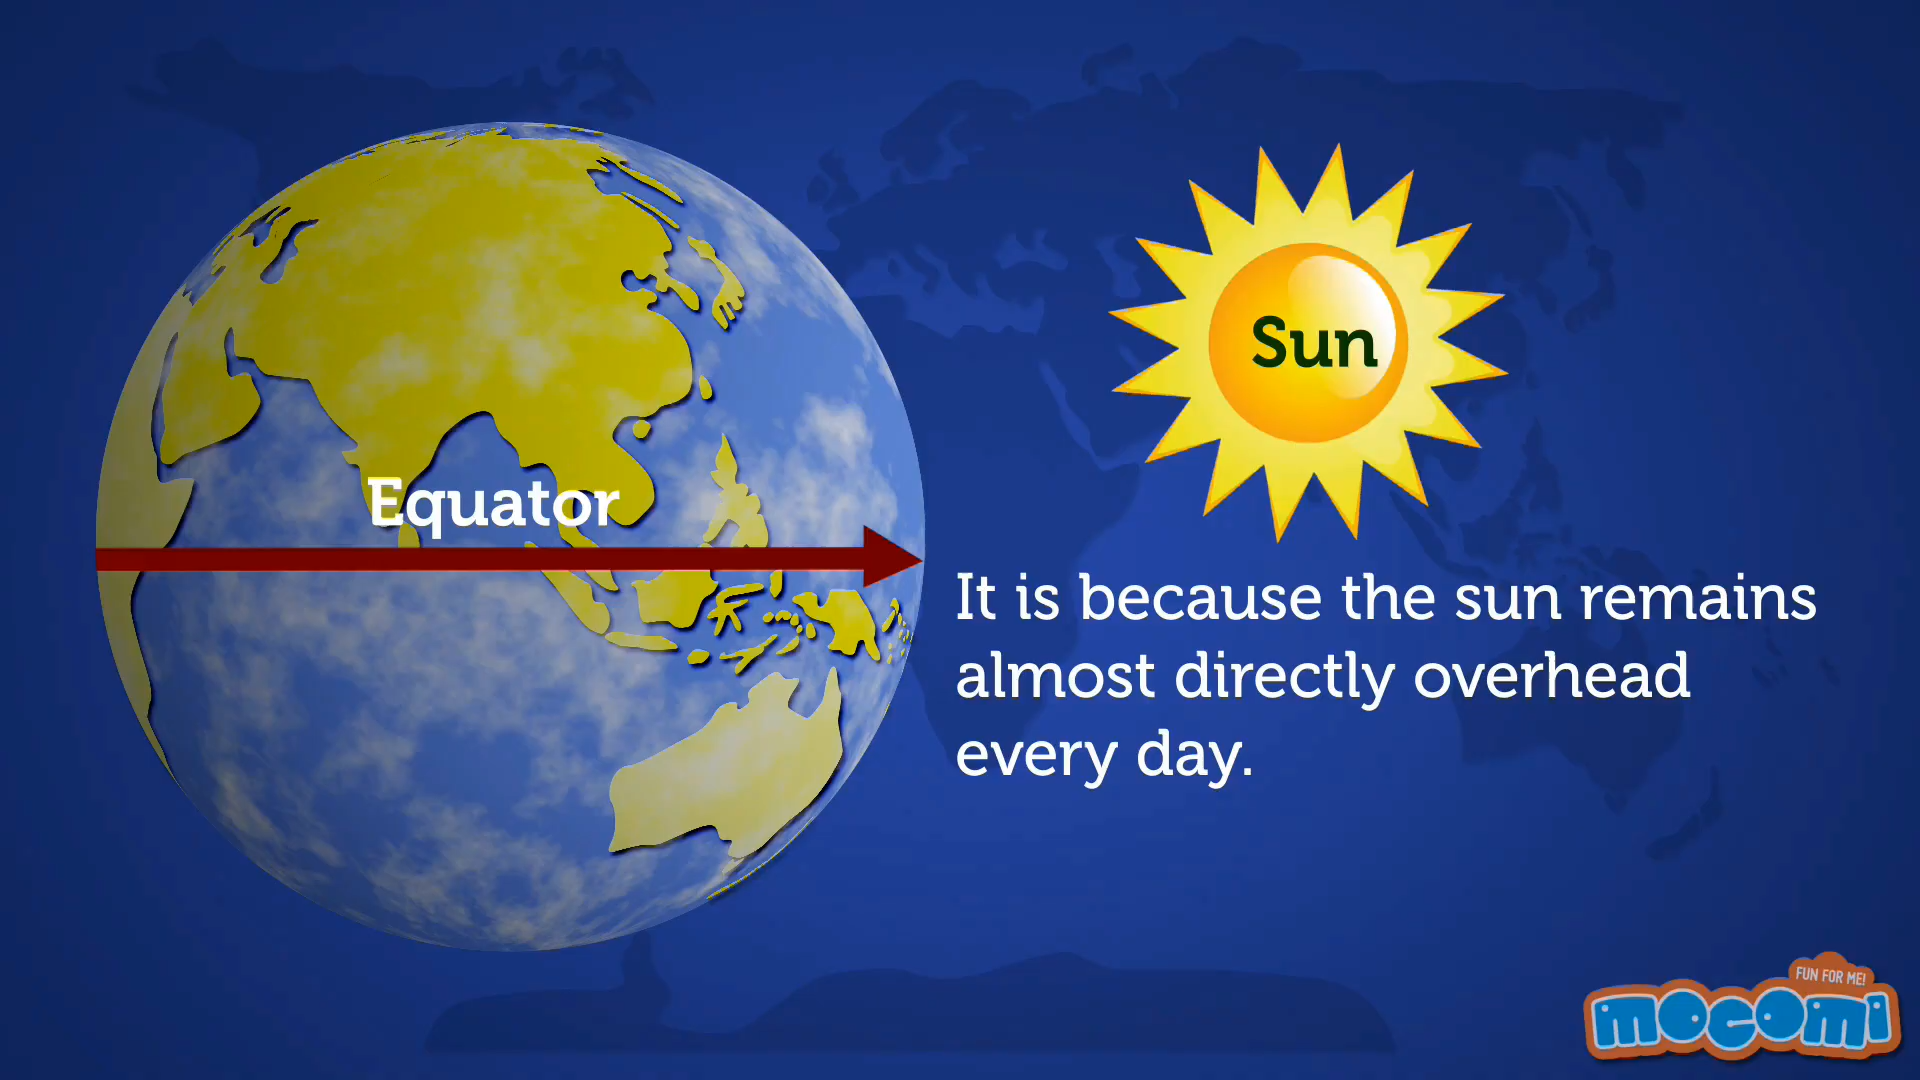 Sun
Equator
It is because the sun remains
almost directly overhead
every day.
FUN FOR ME!
mocomi